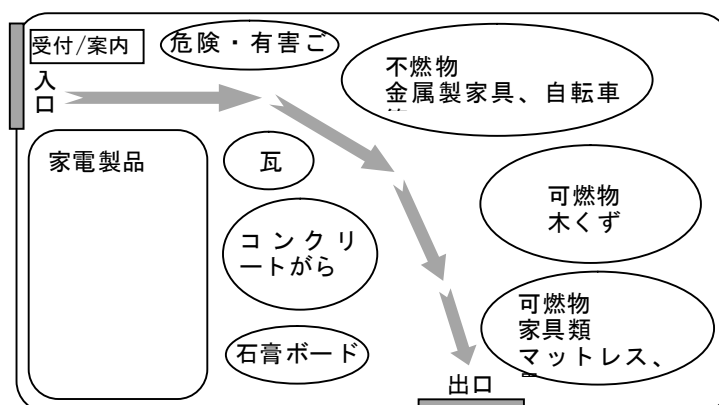 受付/案内
危険・有害ご
不燃物
金属製家具、自転車
入
口
家電製品
瓦
可燃物
木くず
コンクリ
ートがら
可燃物
家具類
マットレス、
石膏ボード
出口